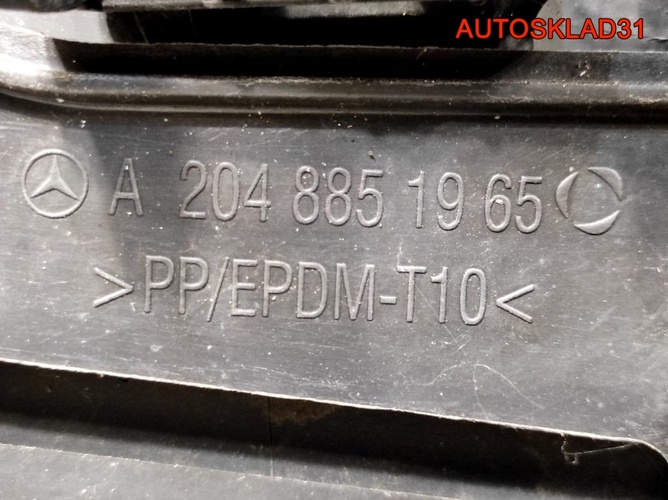 AUTOSKLAD31
A 204 885 19 65
>PP/EPDM-T10<